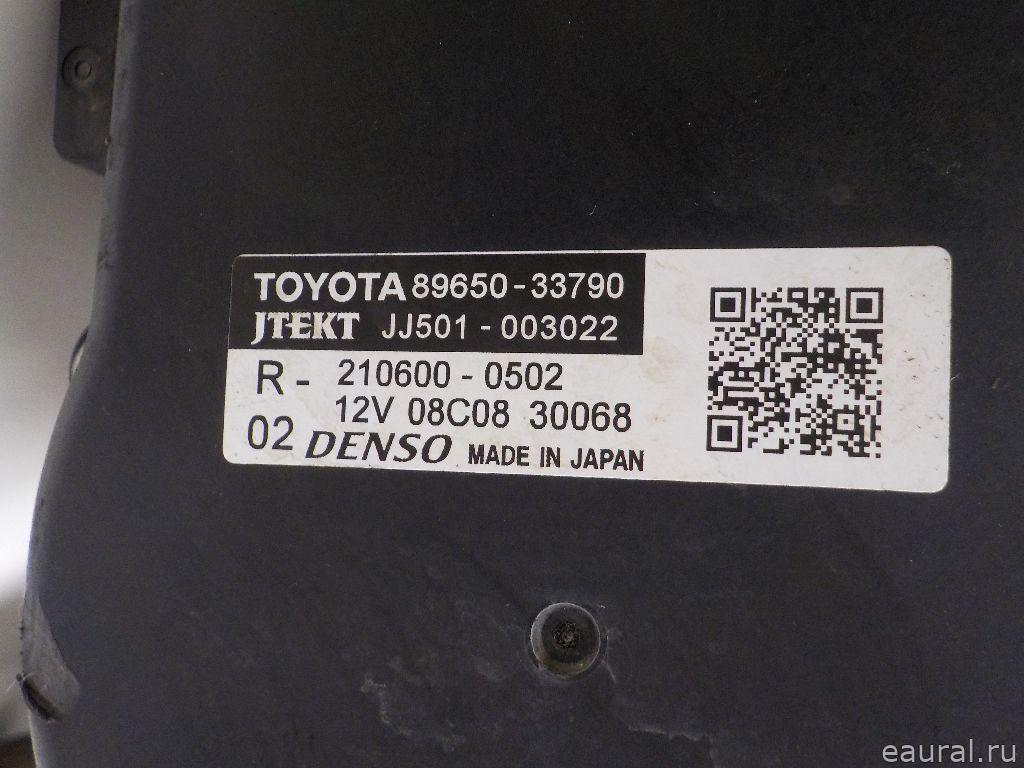 TOYOTA 89650-33790
JTEKT JJ501-003022
R- 210600-0502
12V 08C08 30068
02 DENSO MADE IN JAPAN
eaural.ru